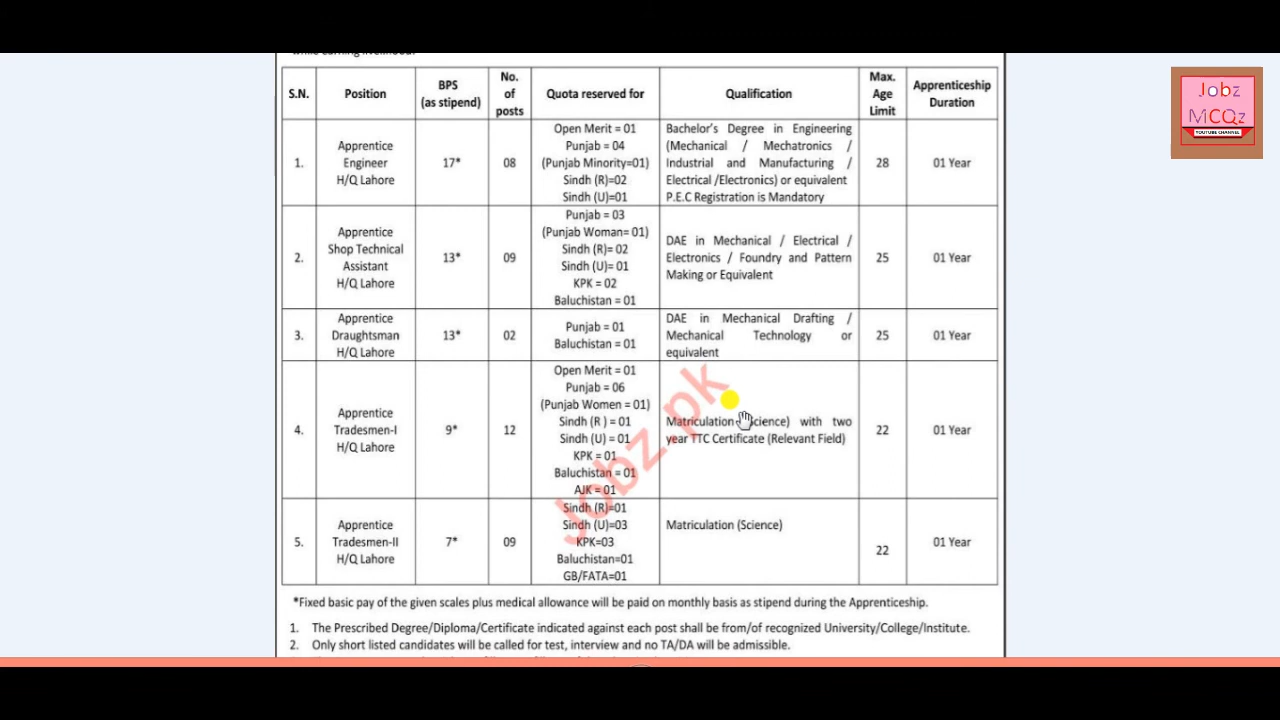 while earning livelihood.
S.N.
Position
BPS
(as stipend)
No.
of
posts
Quota reserved for
Qualification
Max.
Age
Limit
Apprenticeship
Duration
1.
Apprentice
Engineer
H/Q Lahore
17*
08
Open Merit = 01
Punjab = 04
(Punjab Minority=01)
Sindh (R)=02
Sindh (U)=01
Bachelor's Degree in Engineering
(Mechanical / Mechatronics /
Industrial and Manufacturing /
Electrical /Electronics) or equivalent
P.E.C Registration is Mandatory
28
01 Year
2.
Apprentice
Shop Technical
Assistant
H/Q Lahore
13*
09
Punjab = 03
(Punjab Woman= 01)
Sindh (R)= 02
Sindh (U)= 01
KPK = 02
Baluchistan = 01
DAE in Mechanical / Electrical /
Electronics / Foundry and Pattern
Making or Equivalent
25
01 Year
3.
Apprentice
Draughtsman
H/Q Lahore
13*
02
Punjab = 01
Baluchistan = 01
DAE in Mechanical Drafting /
Mechanical Technology or
equivalent
25
01 Year
4.
Apprentice
Tradesmen-I
H/Q Lahore
9*
12
Open Merit = 01
Punjab = 06
(Punjab Women = 01)
Sindh (R ) = 01
Sindh (U) = 01
KPK = 01
Baluchistan = 01
AJK = 01
Matriculation (Science) with two
year TTC Certificate (Relevant Field)
22
01 Year
5.
Apprentice
Tradesmen-II
H/Q Lahore
7*
09
Sindh (R)=01
Sindh (U)=03
KPK=03
Baluchistan=01
GB/FATA=01
Matriculation (Science)
22
01 Year
*Fixed basic pay of the given scales plus medical allowance will be paid on monthly basis as stipend during the Apprenticeship.
1. The Prescribed Degree/Diploma/Certificate indicated against each post shall be from/of recognized University/College/Institute.
2. Only short listed candidates will be called for test, interview and no TA/DA will be admissible.
Jobz.pk
Jobz
MCQz
YOUTUBE CHANNEL